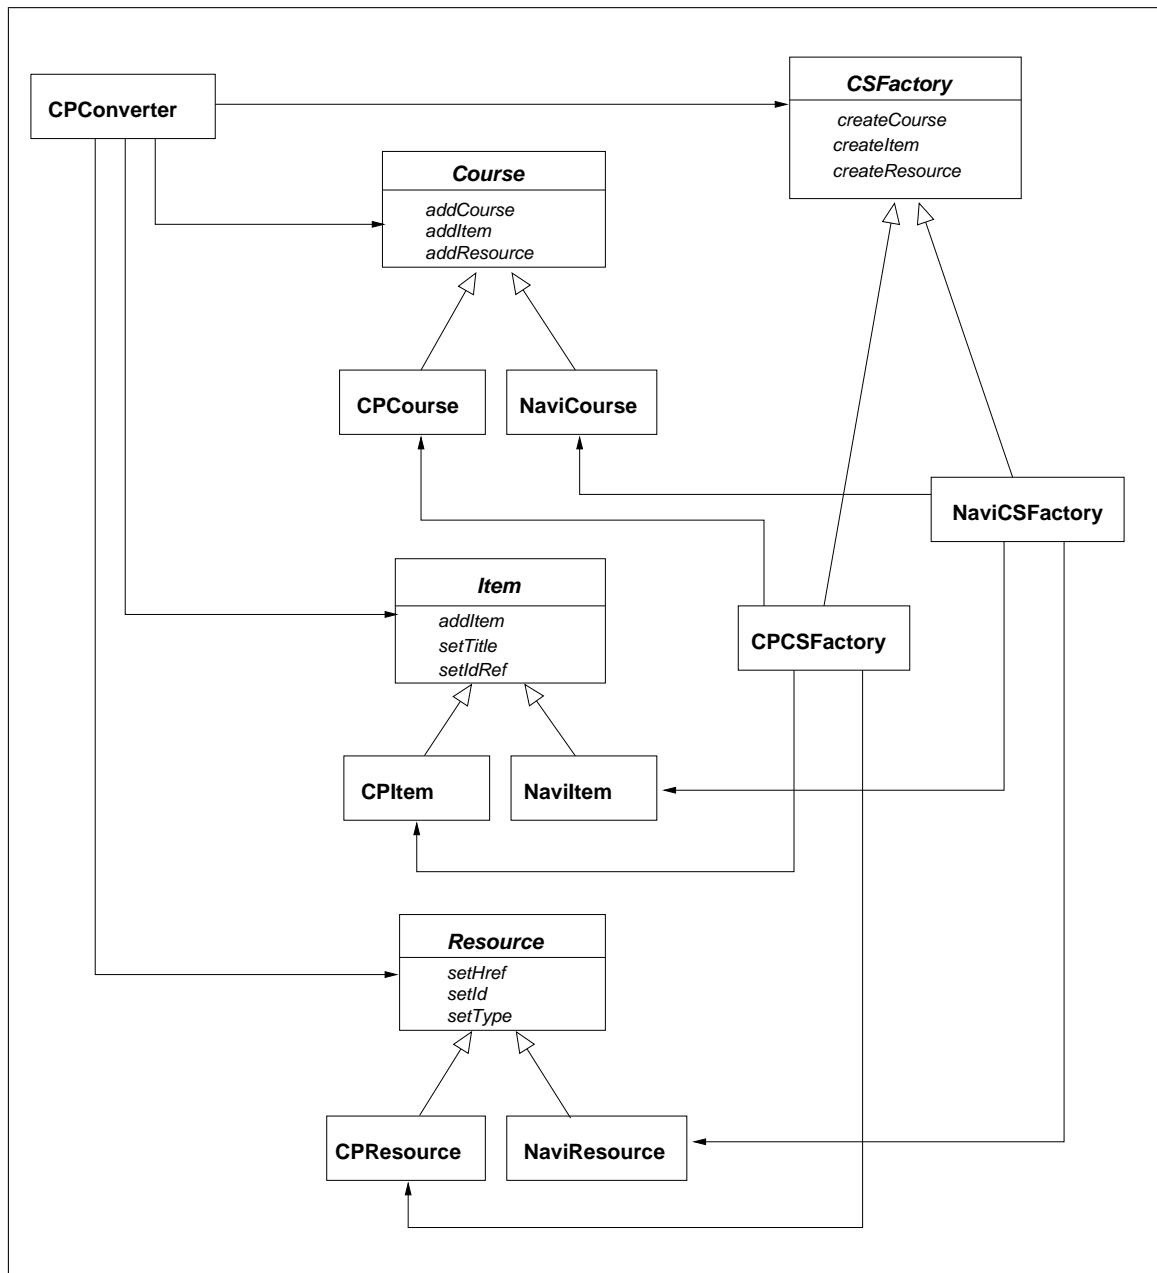 CPConverter
CSFactory
createCourse
createItem
createResource
Course
addCourse
addItem
addResource
CPCourse
NaviCourse
NaviCSFactory
Item
addItem
setTitle
setIdRef
CPCSFactory
CPItem
NaviItem
Resource
setHref
setId
setType
CPResource
NaviResource